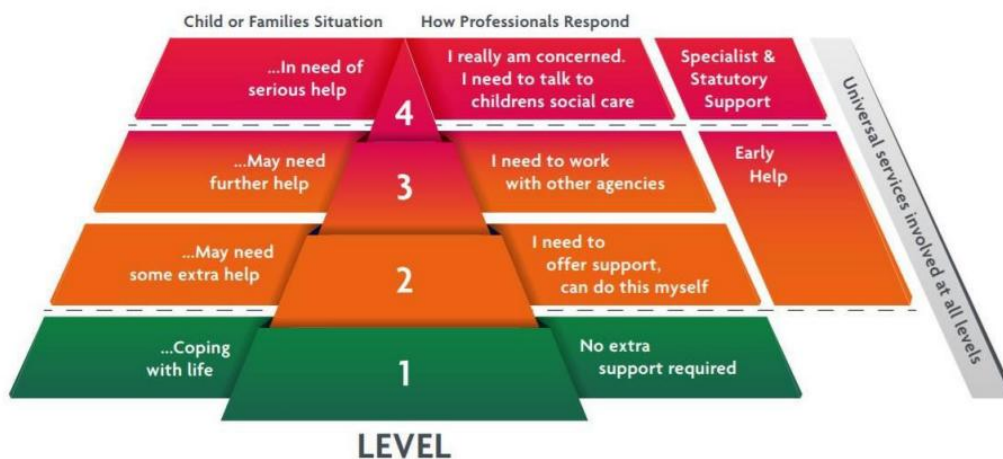 Child or Families Situation
How Professionals Respond
...In need of
serious help
4
I really am concerned.
I need to talk to
childrens social care
Specialist &
Statutory
Support
...May need
further help
3
I need to work
with other agencies
Early
Help
...May need
some extra help
2
I need to
offer support,
can do this myself
...Coping
with life
1
No extra
support required
LEVEL
Universal services involved at all levels